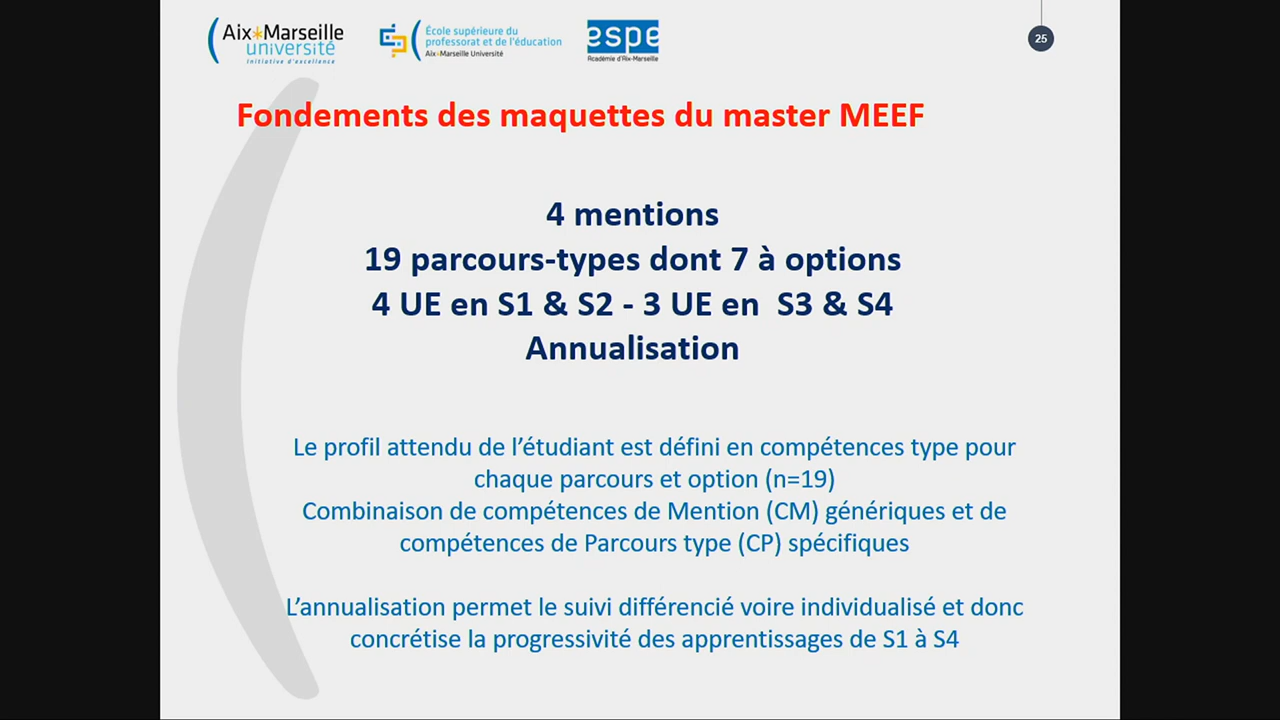 Aix*Marseille
université
Initiative d'excellence
École supérieure du
professorat et de l'éducation
Aix*Marseille Université
espe
Académie d'Aix-Marseille
25
Fondements des maquettes du master MEEF
4 mentions
19 parcours-types dont 7 à options
4 UE en S1 & S2 - 3 UE en S3 & S4
Annualisation
Le profil attendu de l'étudiant est défini en compétences type pour
chaque parcours et option (n=19)
Combinaison de compétences de Mention (CM) génériques et de
compétences de Parcours type (CP) spécifiques
L'annualisation permet le suivi différencié voire individualisé et donc
concrétise la progressivité des apprentissages de S1 à S4